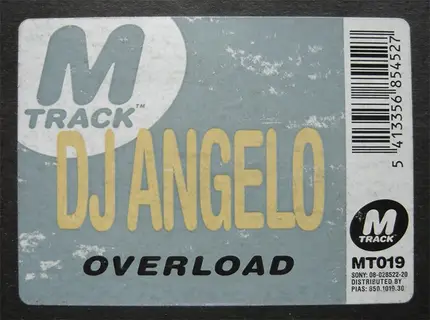 M
TRACK™
DJ ANGELO
OVERLOAD
5 413356 854527
M
TRACK
MT019
SONY: 08-028522-20
DISTRIBUTED BY
PIAS: 850.1019.30